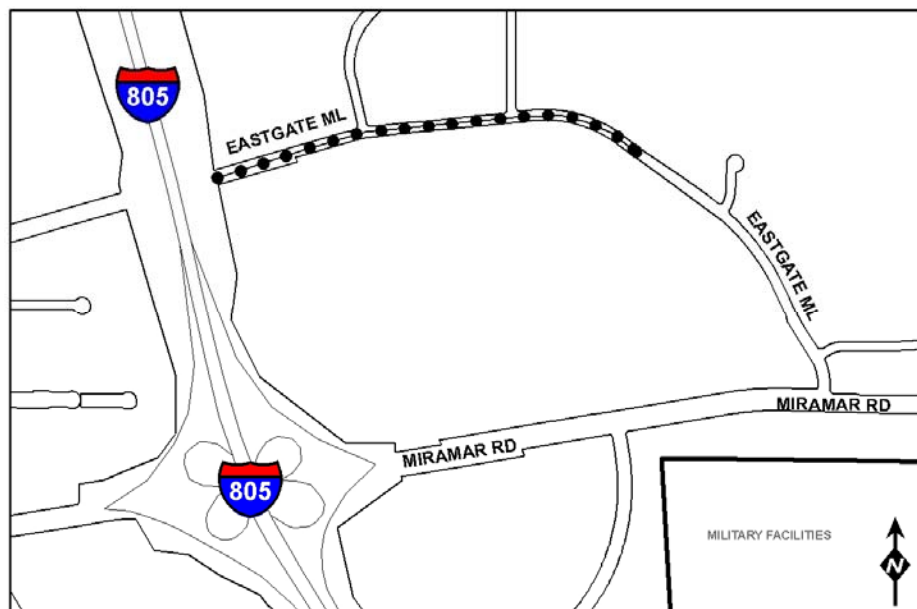 805
EASTGATE ML
EASTGATE ML
MIRAMAR RD
MIRAMAR RD
805
MILITARY FACILITIES
N